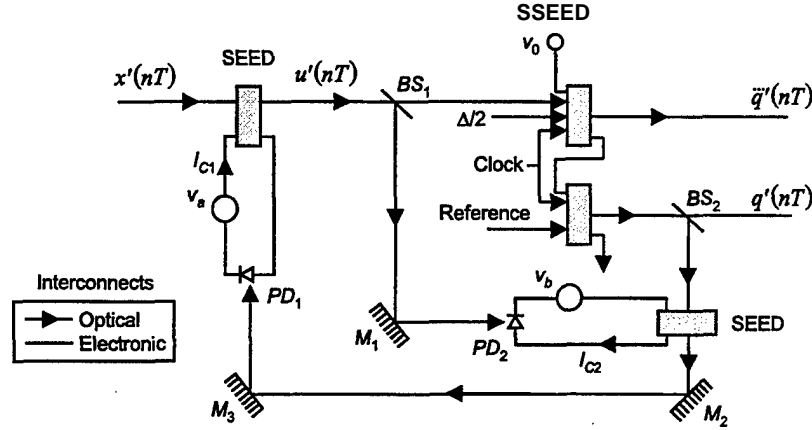 SSEED
v0
SEED
x'(nT)
u'(nT)
BS1
Δ/2
q̈'(nT)
IC1
Clock
va
Reference
BS2
q'(nT)
Interconnects
Optical
Electronic
PD1
M1
vb
PD2
IC2
SEED
M3
M2